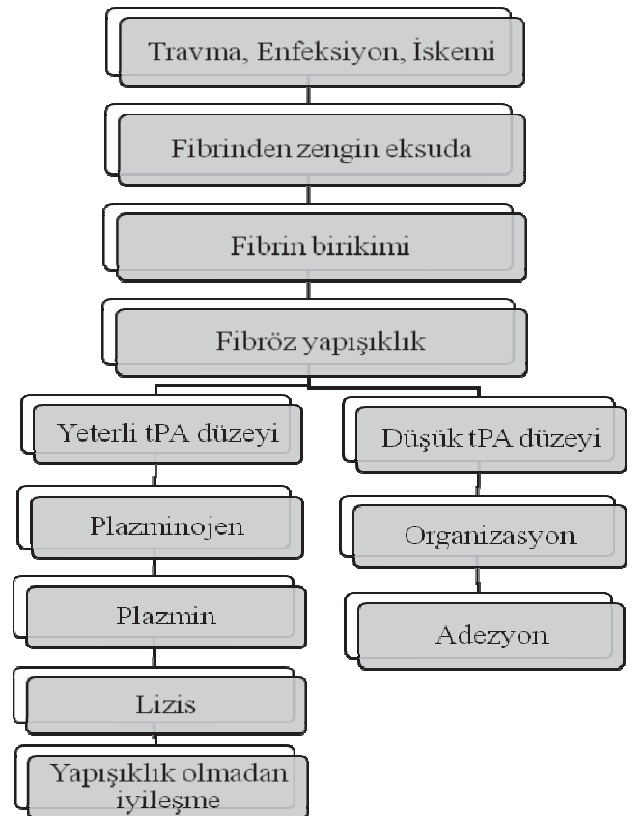 Travma, Enfeksiyon, İskemi
Fibrinden zengin eksuda
Fibrin birikimi
Fibröz yapışıklık
Yeterli tPA düzeyi
Plazminojen
Plazmin
Lizis
Yapışıklık olmadan
iyileşme
Düşük tPA düzeyi
Organizasyon
Adezyon